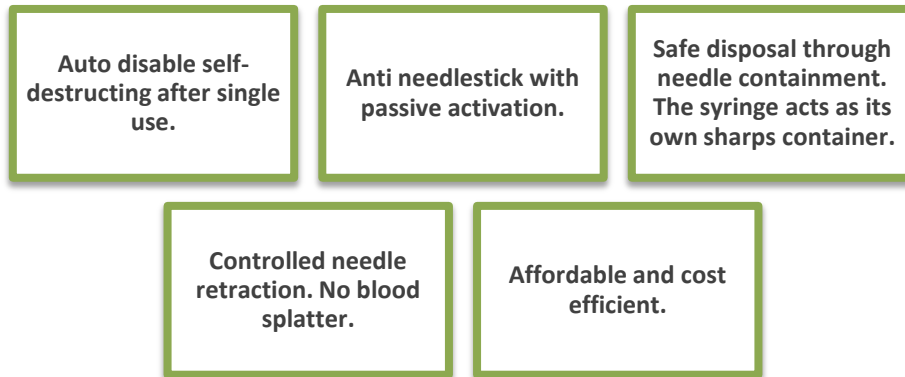 Auto disable self-
destructing after single
use.
Anti needlestick with
passive activation.
Safe disposal through
needle containment.
The syringe acts as its
own sharps container.
Controlled needle
retraction. No blood
splatter.
Affordable and cost
efficient.